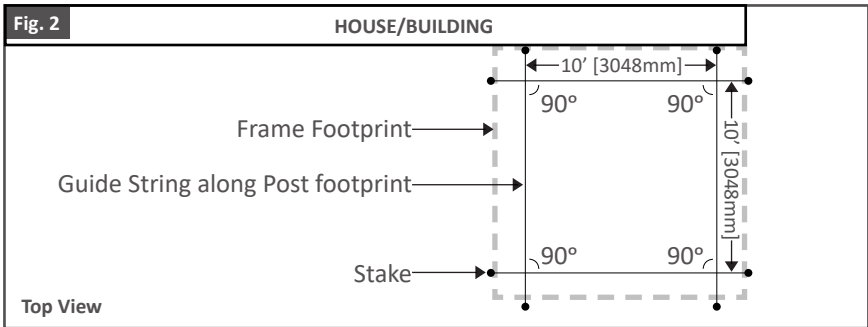 Fig. 2
HOUSE/BUILDING
10’ [3048mm]
90°
90°
10’ [3048mm]
Frame Footprint
Guide String along Post footprint
90°
90°
Stake
Top View